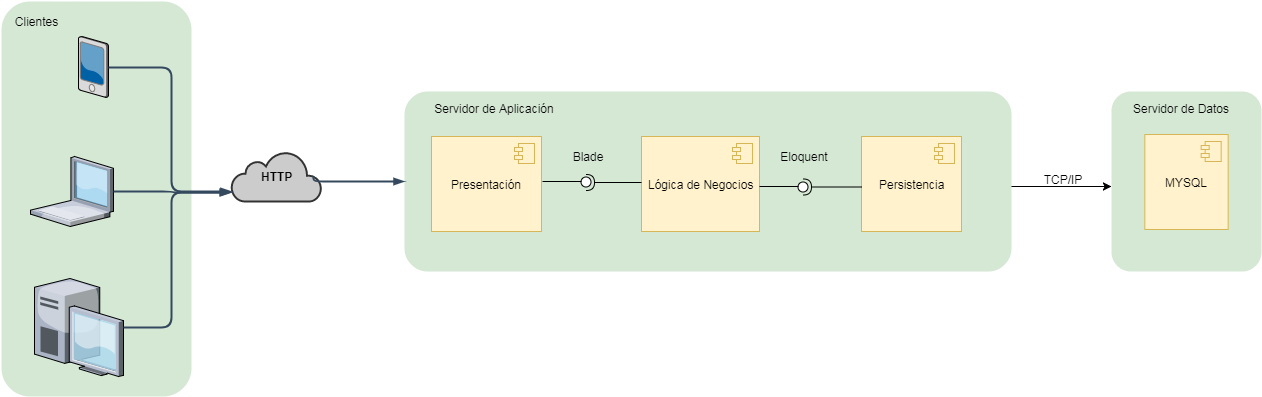 Clientes
HTTP
Servidor de Aplicación
Presentación
Blade
Lógica de Negocios
Eloquent
Persistencia
TCP/IP
Servidor de Datos
MYSQL